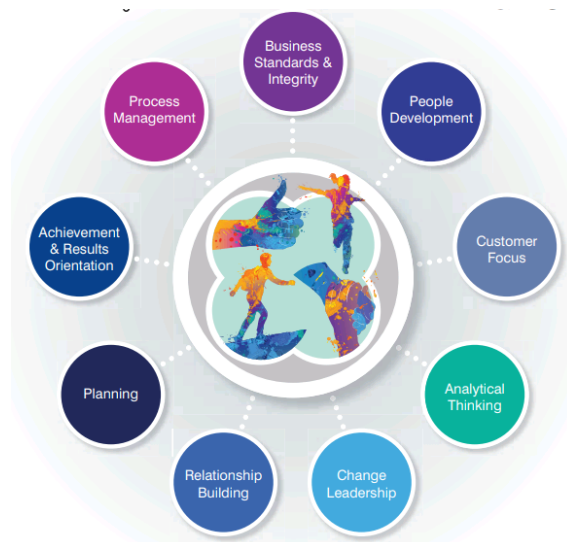 Business
Standards &
Integrity
People
Development
Customer
Focus
Analytical
Thinking
Change
Leadership
Relationship
Building
Planning
Achievement
& Results
Orientation
Process
Management